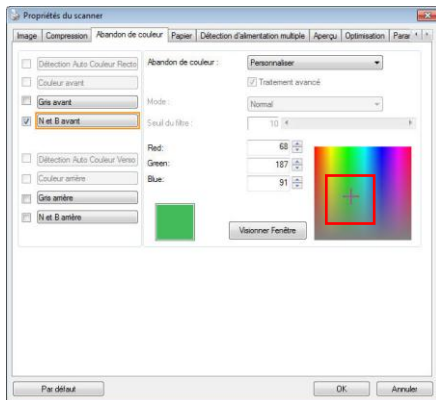 Propriétés du scanner
Image Compression Abandon de couleur Papier Détection d'alimentation multiple Aperçu Optimisation Para
Détection Auto Couleur Recto
Abandon de couleur :
Personnaliser
Couleur avant
Traitement avancé
Gris avant
Mode :
Normal
N et B avant
Seuil du filtre :
10
Red:
68
Détection Auto Couleur Verso
Green:
187
Couleur arrière
Blue:
91
Gris arrière
N et B arrière
Visionner Fenêtre
Par défaut
OK
Annuler